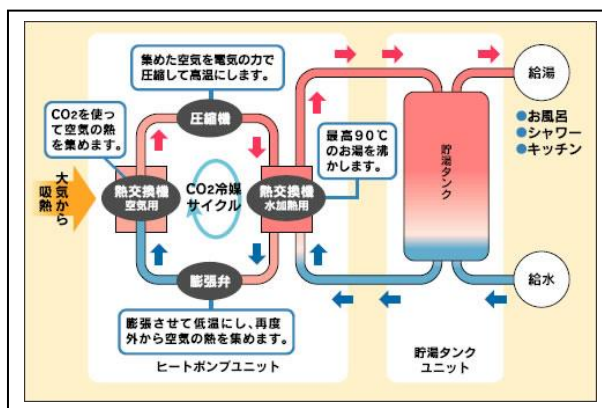 集めた空気を電気の力で
圧縮して高温にします。
CO2を使っ
て空気の熱
を集めます。
圧縮機
最高90℃
のお湯を沸
かします。
大気から
吸熱
熱交換機
空気用
CO2冷媒
サイクル
熱交換機
水加熱用
膨張弁
膨張させて低温にし、再度
外から空気の熱を集めます。
ヒートポンプユニット
貯湯タンク
貯湯タンク
ユニット
給湯
●お風呂
●シャワー
●キッチン
給水